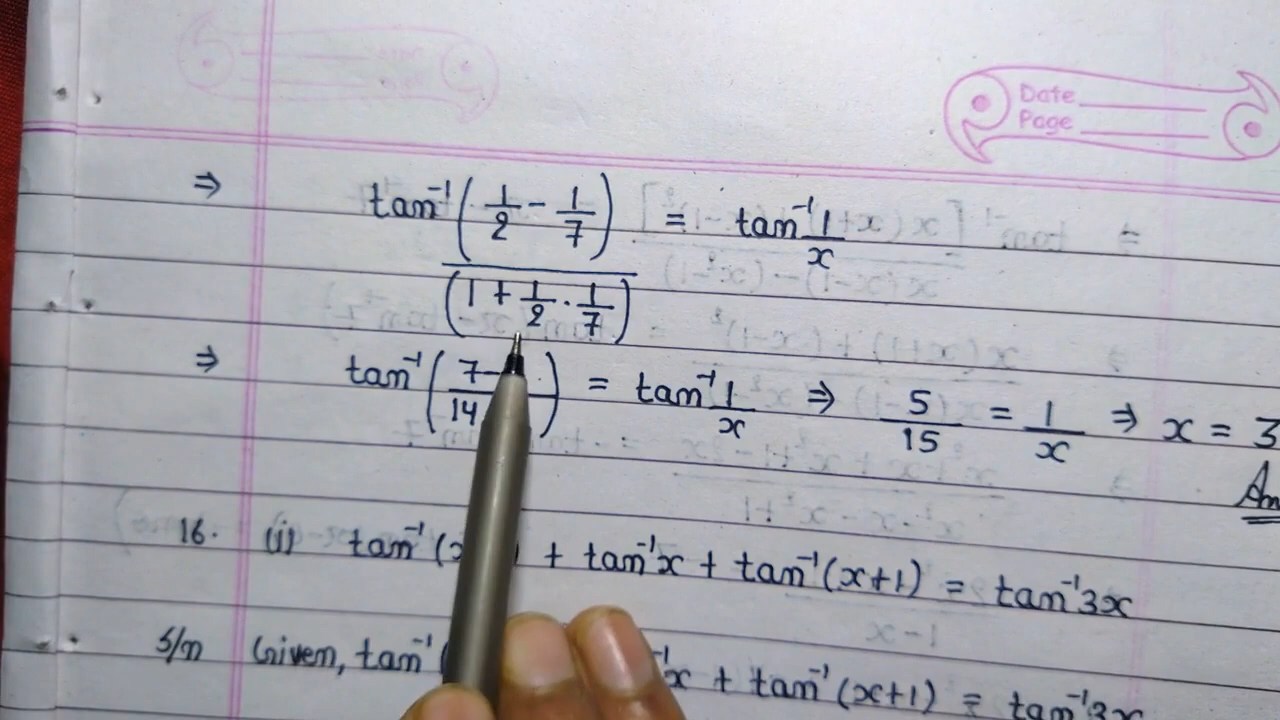 Date
Page
⇒ tan⁻¹ (1/2 - 1/7) / (1 + 1/2 . 1/7) = tan⁻¹ 1/x
⇒ tan⁻¹ (7- / 14 ) = tan⁻¹ 1/x ⇒ 5/15 = 1/x ⇒ x = 3
16. (i) tan⁻¹ ( + tan⁻¹x + tan⁻¹(x+1) = tan⁻¹3x
S/n Given, tan⁻¹( ⁻¹x + tan⁻¹(x+1) = tan⁻¹3x